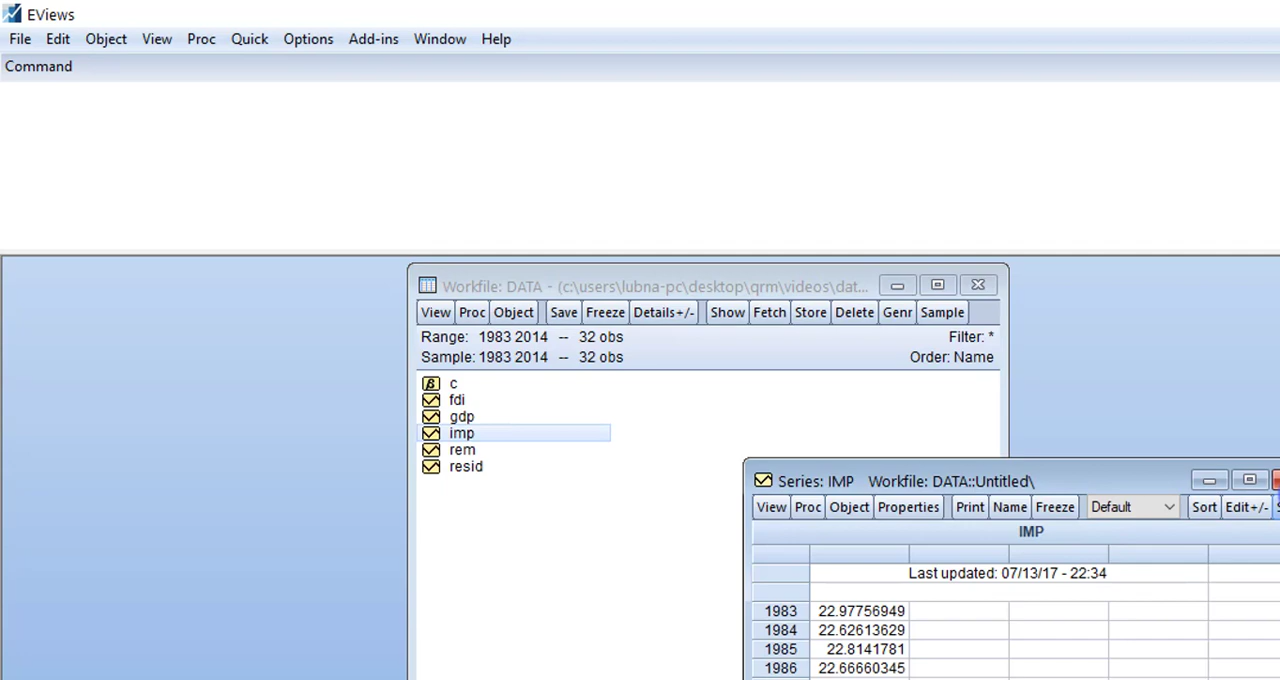 EViews
File Edit Object View Proc Quick Options Add-ins Window Help
Command
Workfile: DATA - (c:\users\lubna-pc\desktop\qrm\videos\dat...
View Proc Object Save Freeze Details+/- Show Fetch Store Delete Genr Sample
Range: 1983 2014 -- 32 obs Filter: *
Sample: 1983 2014 -- 32 obs Order: Name
c
fdi
gdp
imp
rem
resid
Series: IMP Workfile: DATA::Untitled\
View Proc Object Properties Print Name Freeze Default Sort Edit+/-
IMP
Last updated: 07/13/17 - 22:34
1983 22.97756949
1984 22.62613629
1985 22.8141781
1986 22.66660345